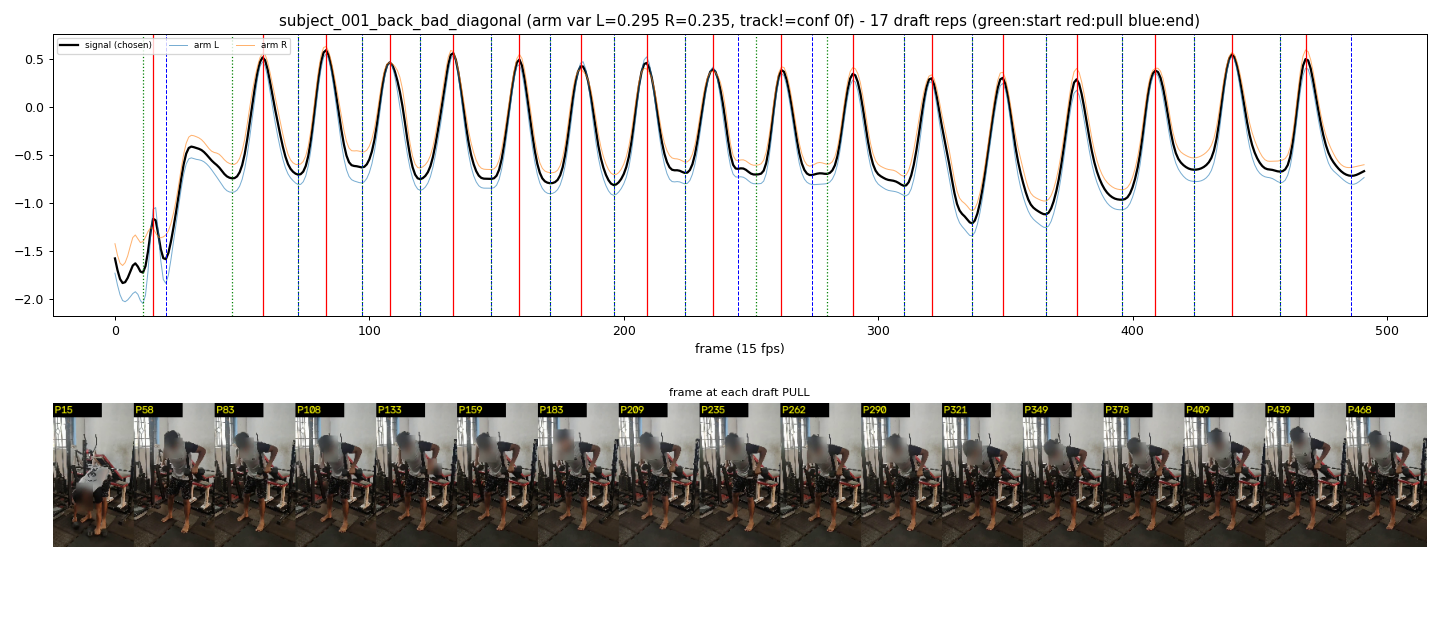 subject_001_back_bad_diagonal (arm var L=0.295 R=0.235, track!=conf 0f) - 17 draft reps (green:start red:pull blue:end)
signal (chosen) arm L arm R
0.5
0.0
−0.5
−1.0
−1.5
−2.0
0 100 200 300 400 500
frame (15 fps)
frame at each draft PULL
P15 P58 P83 P108 P133 P159 P183 P209 P235 P262 P290 P321 P349 P378 P409 P439 P468